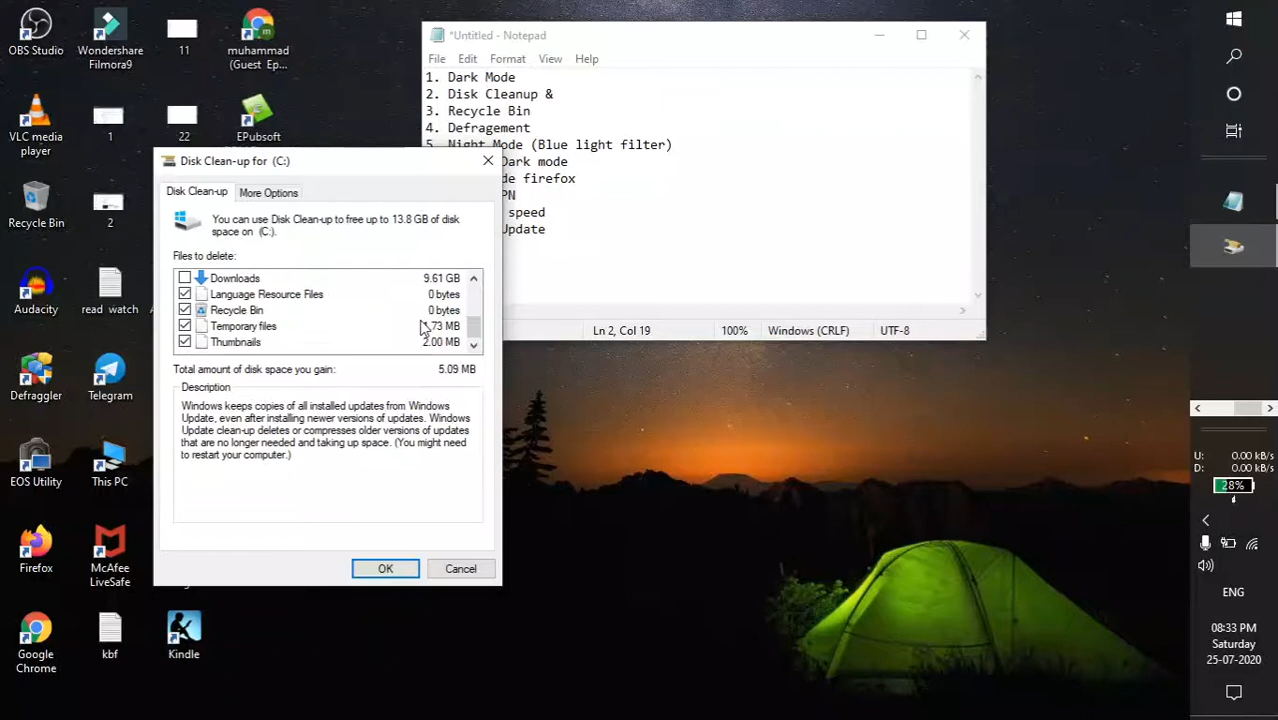 OBS Studio
Wondershare
Filmora9
11
muhammad
(Guest_Ep...
VLC media
player
1
22
EPubsoft
Recycle Bin
2
Audacity
read watch
Defraggler
Telegram
EOS Utility
This PC
Firefox
McAfee
LiveSafe
Google
Chrome
kbf
Kindle
*Untitled - Notepad
File Edit Format View Help
1. Dark Mode
2. Disk Cleanup &
3. Recycle Bin
4. Defragement
5. Night Mode (Blue light filter)
Dark mode
de firefox
PN
speed
Update
Ln 2, Col 19 100% Windows (CRLF) UTF-8
Disk Clean-up for (C:)
Disk Clean-up More Options
You can use Disk Clean-up to free up to 13.8 GB of disk
space on (C:).
Files to delete:
Downloads 9.61 GB
Language Resource Files 0 bytes
Recycle Bin 0 bytes
Temporary files .73 MB
Thumbnails 2.00 MB
Total amount of disk space you gain: 5.09 MB
Description
Windows keeps copies of all installed updates from Windows
Update, even after installing newer versions of updates. Windows
Update clean-up deletes or compresses older versions of updates
that are no longer needed and taking up space. (You might need
to restart your computer.)
OK Cancel
U: 0.00 kB/s
D: 0.00 kB/s
28%
ENG
08:33 PM
Saturday
25-07-2020